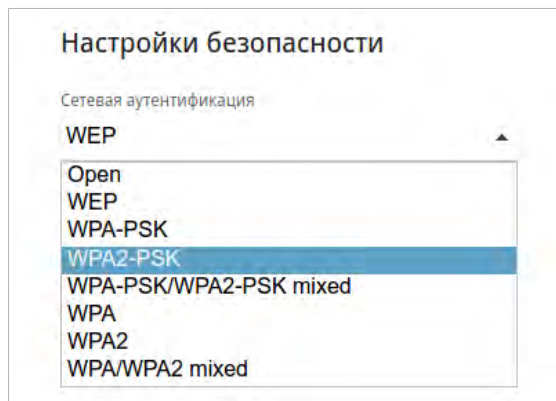 Настройки безопасности
Сетевая аутентификация
WEP
Open
WEP
WPA-PSK
WPA2-PSK
WPA-PSK/WPA2-PSK mixed
WPA
WPA2
WPA/WPA2 mixed